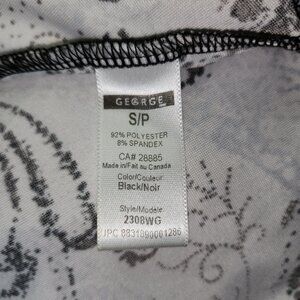 GEORGE
S/P
92% POLYESTER
8% SPANDEX
CA# 28885
Made in/Fait au Canada
Color/Couleur:
Black/Noir
Style/Modele:
2308WG